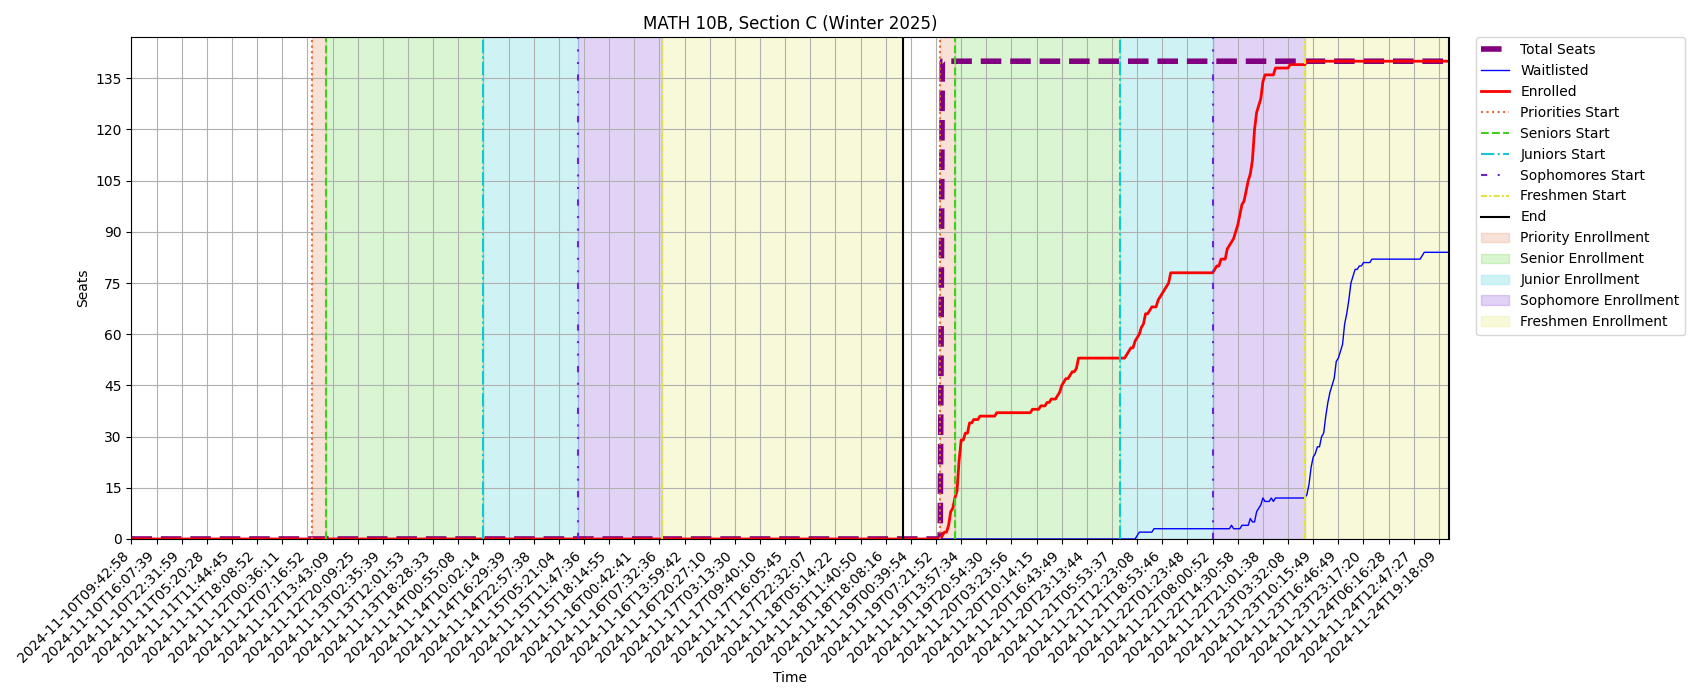 MATH 10B, Section C (Winter 2025)
Total Seats
Waitlisted
Enrolled
Priorities Start
Seniors Start
Juniors Start
Sophomores Start
Freshmen Start
End
Priority Enrollment
Senior Enrollment
Junior Enrollment
Sophomore Enrollment
Freshmen Enrollment
Seats
135
120
105
90
75
60
45
30
15
0
2024-11-10T09:42:58
2024-11-10T16:07:39
2024-11-10T22:31:59
2024-11-11T05:20:28
2024-11-11T11:44:45
2024-11-11T18:08:52
2024-11-12T00:36:11
2024-11-12T07:16:52
2024-11-12T13:43:09
2024-11-12T20:09:25
2024-11-13T02:35:39
2024-11-13T12:01:53
2024-11-13T18:28:33
2024-11-14T00:55:08
2024-11-14T10:02:14
2024-11-14T16:29:39
2024-11-14T22:57:38
2024-11-15T05:21:04
2024-11-15T11:47:36
2024-11-15T18:14:55
2024-11-16T00:42:41
2024-11-16T07:32:36
2024-11-16T13:59:42
2024-11-16T20:27:10
2024-11-17T03:13:30
2024-11-17T09:40:10
2024-11-17T16:05:45
2024-11-17T22:32:07
2024-11-18T05:14:22
2024-11-18T11:40:50
2024-11-18T18:08:16
2024-11-19T00:39:54
2024-11-19T07:21:52
2024-11-19T13:57:34
2024-11-19T20:54:30
2024-11-20T03:23:56
2024-11-20T10:14:15
2024-11-20T16:43:49
2024-11-20T23:13:44
2024-11-21T05:53:37
2024-11-21T12:23:08
2024-11-21T18:53:46
2024-11-22T01:23:48
2024-11-22T08:00:52
2024-11-22T14:30:58
2024-11-22T21:01:38
2024-11-23T03:32:08
2024-11-23T10:15:49
2024-11-23T16:46:49
2024-11-23T23:17:20
2024-11-24T06:16:28
2024-11-24T12:47:27
2024-11-24T19:18:09
Time